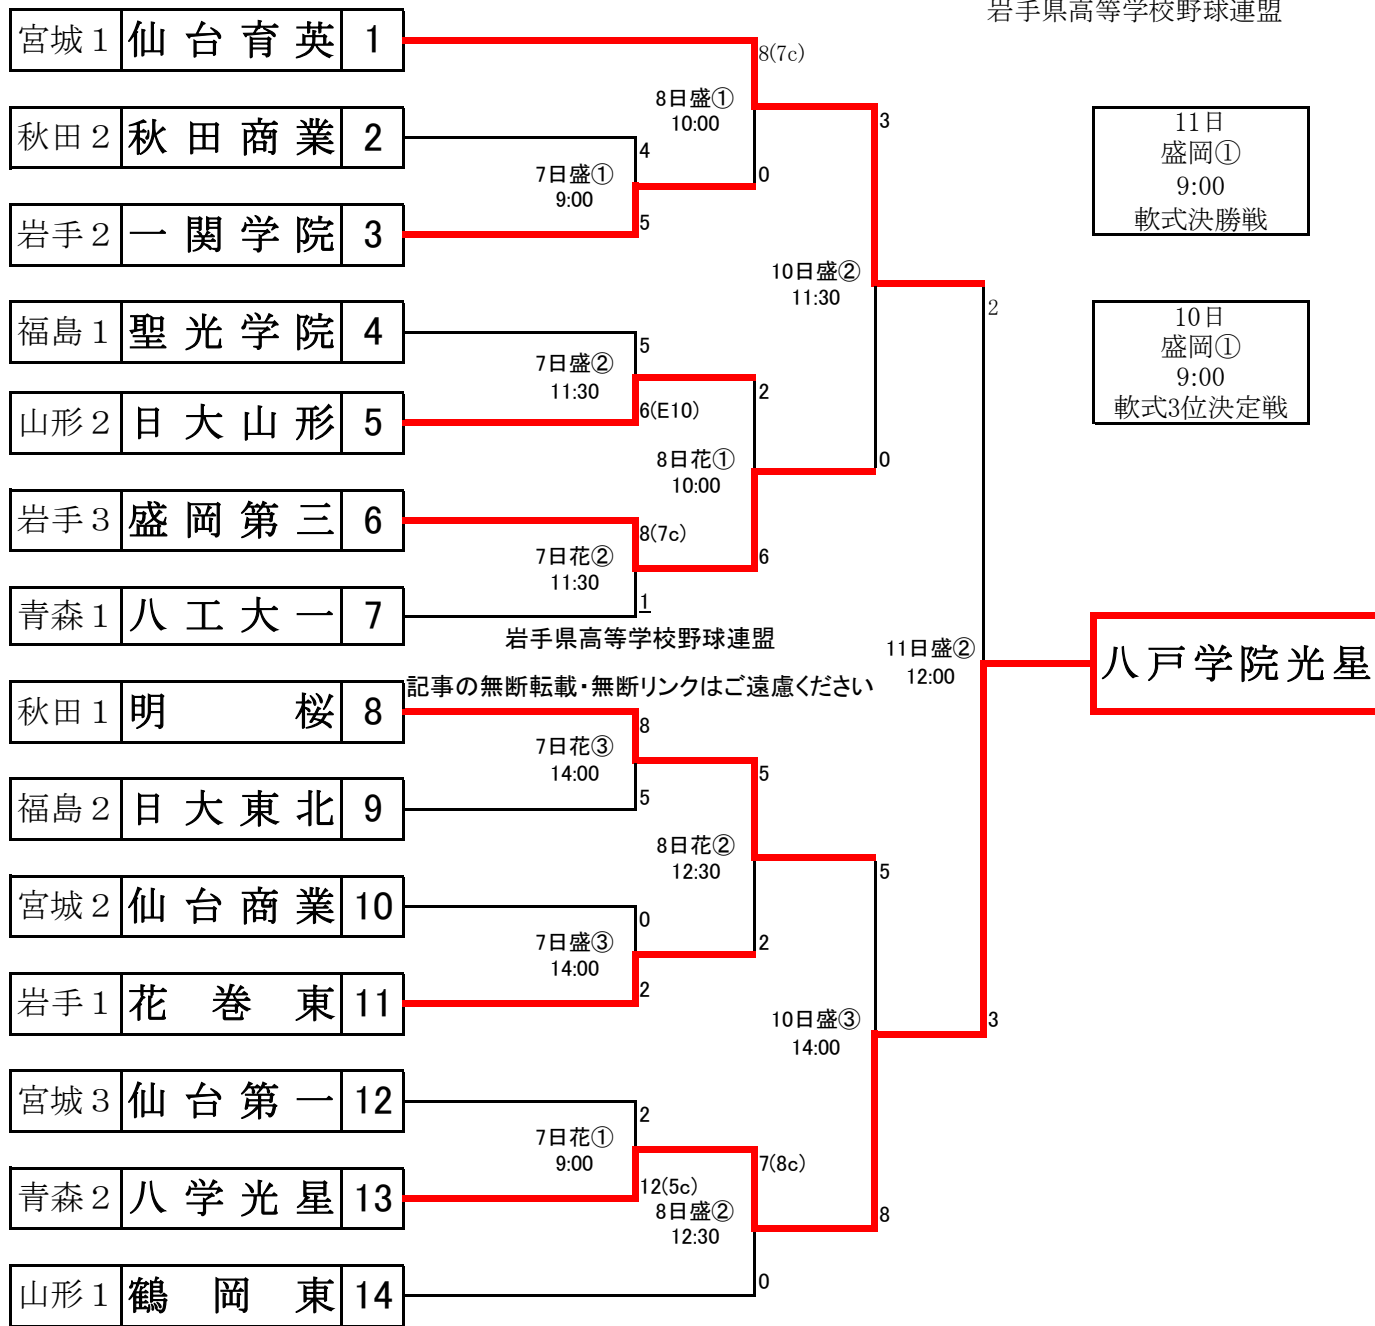 岩手県高等学校野球連盟
宮城1 仙台育英 1
8(7c)
8日盛①
10:00
3
秋田2 秋田商業 2
4
7日盛①
9:00
0
岩手2 一関学院 3
5
11日
盛岡①
9:00
軟式決勝戦
10日盛②
11:30
2
福島1 聖光学院 4
5
7日盛②
11:30
2
山形2 日大山形 5
6(E10)
10日
盛岡①
9:00
軟式3位決定戦
8日花①
10:00
0
岩手3 盛岡第三 6
8(7c)
7日花②
11:30
6
青森1 八工大一 7
1
岩手県高等学校野球連盟
11日盛②
12:00
八戸学院光星
記事の無断転載・無断リンクはご遠慮ください
秋田1 明桜 8
8
7日花③
14:00
5
福島2 日大東北 9
5
8日花②
12:30
5
宮城2 仙台商業 10
0
7日盛③
14:00
2
岩手1 花巻東 11
2
10日盛③
14:00
3
宮城3 仙台第一 12
2
7日花①
9:00
7(8c)
青森2 八学光星 13
12(5c)
8日盛②
12:30
8
山形1 鶴岡東 14
0